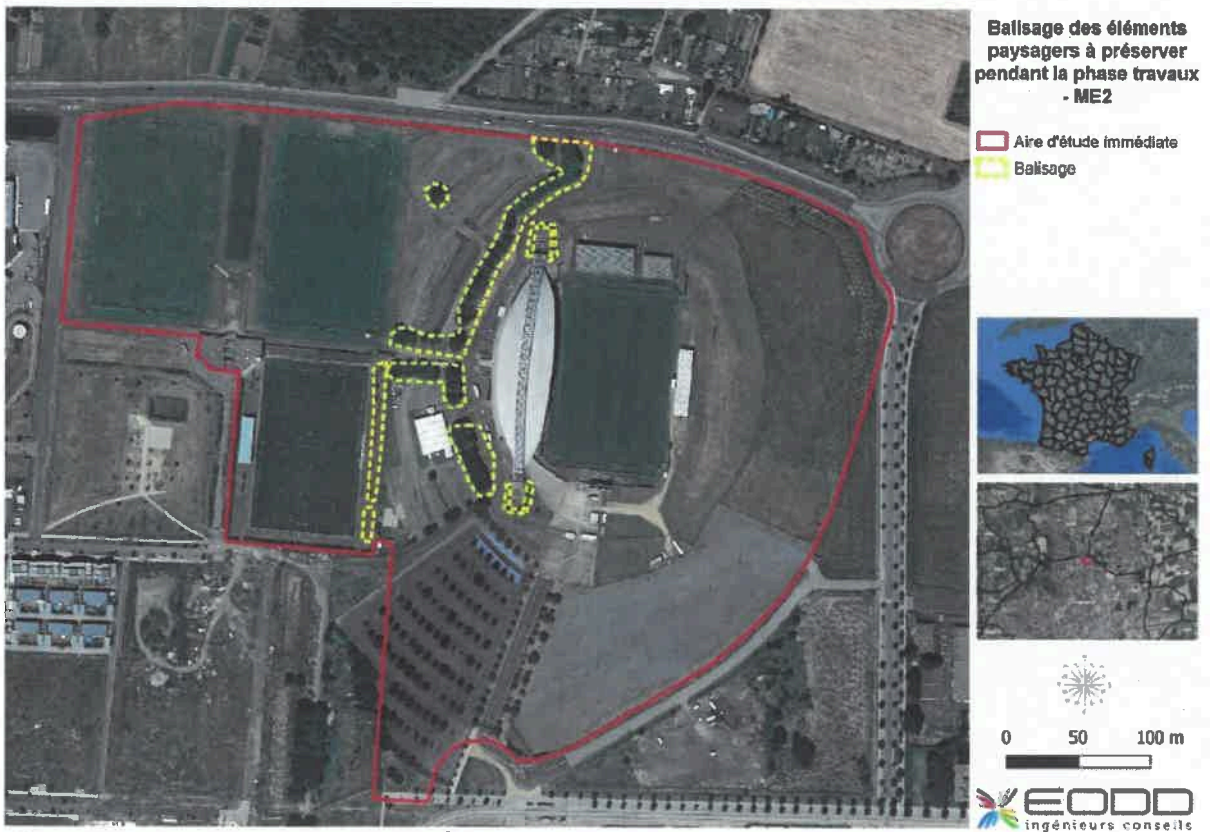 Balisage des éléments
paysagers à préserver
pendant la phase travaux
- ME2
Aire d'étude immédiate
Balisage
0 50 100 m
EODD
ingénieurs conseils